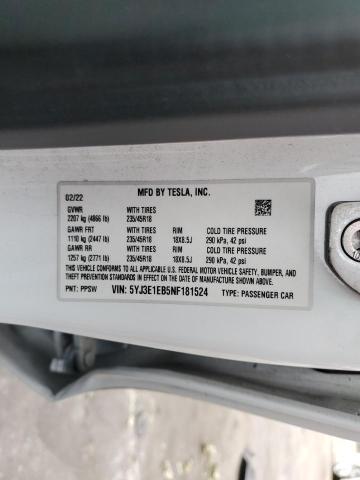 MFD BY TESLA, INC.
02/22
GVWR WITH TIRES
2207 kg (4866 lb) 235/45R18
GAWR FRT WITH TIRES RIM COLD TIRE PRESSURE
1110 kg (2447 lb) 235/45R18 18X8.5J 290 kPa, 42 psi
GAWR RR WITH TIRES RIM COLD TIRE PRESSURE
1257 kg (2771 lb) 235/45R18 18X8.5J 290 kPa, 42 psi
THIS VEHICLE CONFORMS TO ALL APPLICABLE U.S. FEDERAL MOTOR VEHICLE SAFETY, BUMPER, AND
THEFT PREVENTION STANDARDS IN EFFECT ON THE DATE OF MANUFACTURE SHOWN ABOVE.
PNT: PPSW VIN: 5YJ3E1EB5NF181524 TYPE: PASSENGER CAR